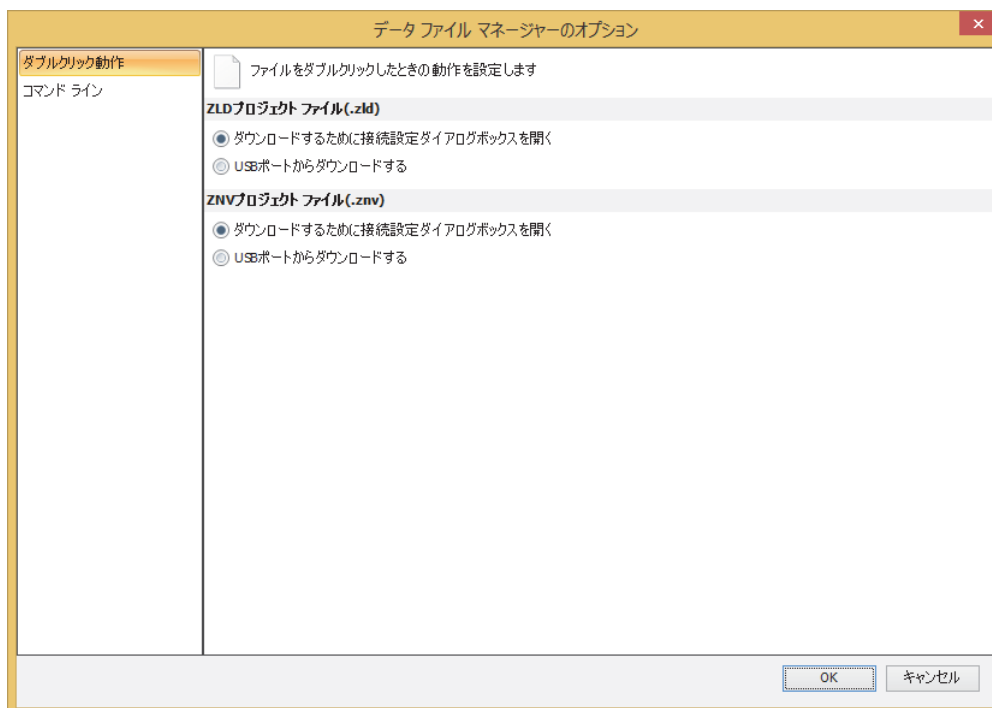 データ ファイル マネージャーのオプション
ダブルクリック動作
コマンド ライン
ファイルをダブルクリックしたときの動作を設定します
ZLDプロジェクト ファイル(.zld)
ダウンロードするために接続設定ダイアログボックスを開く
USBポートからダウンロードする
ZNVプロジェクト ファイル(.znv)
ダウンロードするために接続設定ダイアログボックスを開く
USBポートからダウンロードする
OK
キャンセル